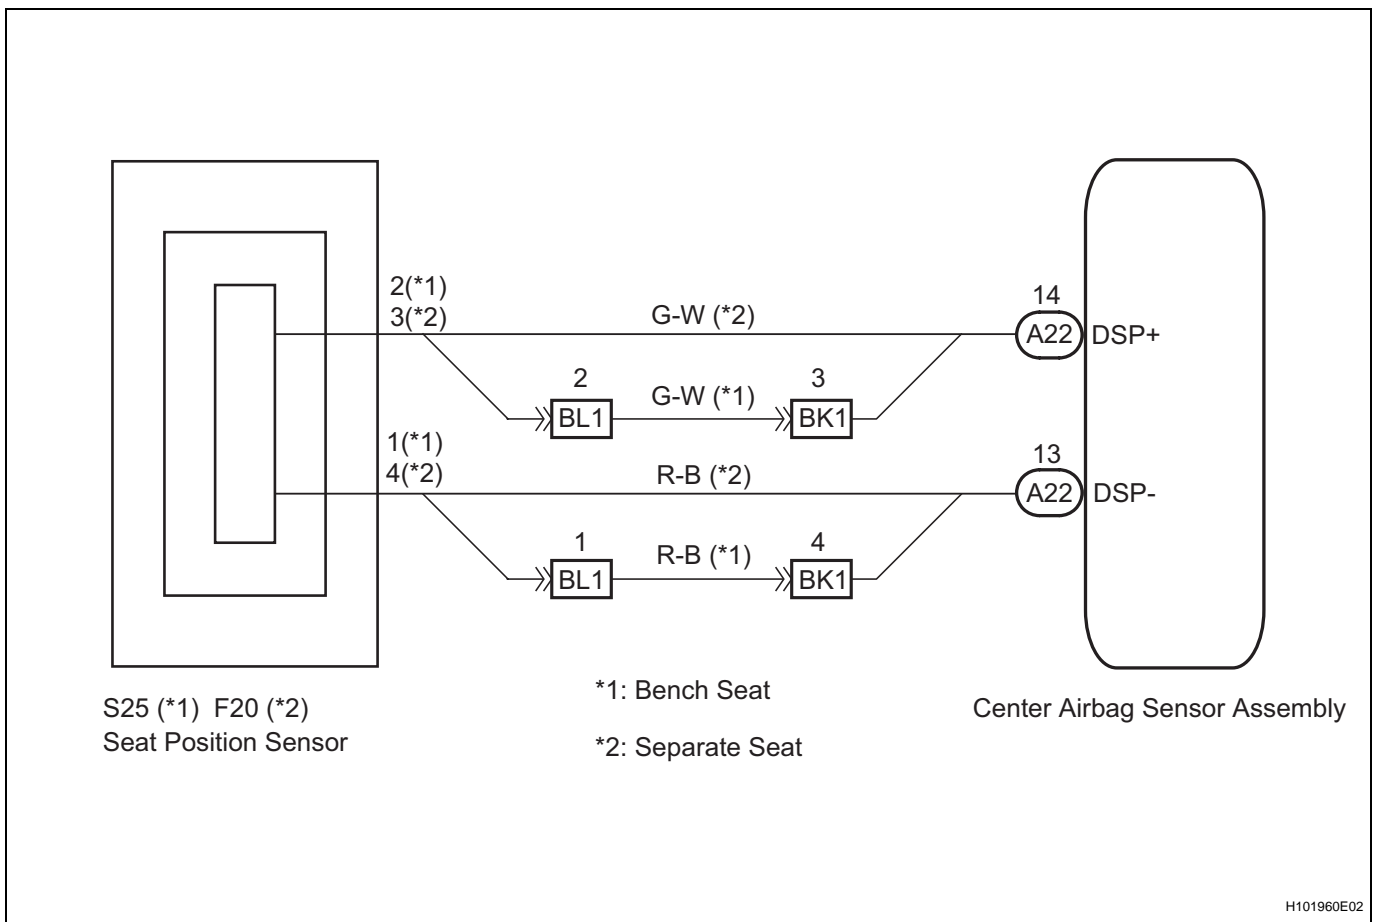 2(*1)
3(*2)
G-W (*2)
14
A22
DSP+
2
G-W (*1)
3
BL1
BK1
1(*1)
4(*2)
R-B (*2)
13
A22
DSP-
1
R-B (*1)
4
BL1
BK1
*1: Bench Seat
*2: Separate Seat
S25 (*1) F20 (*2)
Seat Position Sensor
Center Airbag Sensor Assembly
H101960E02